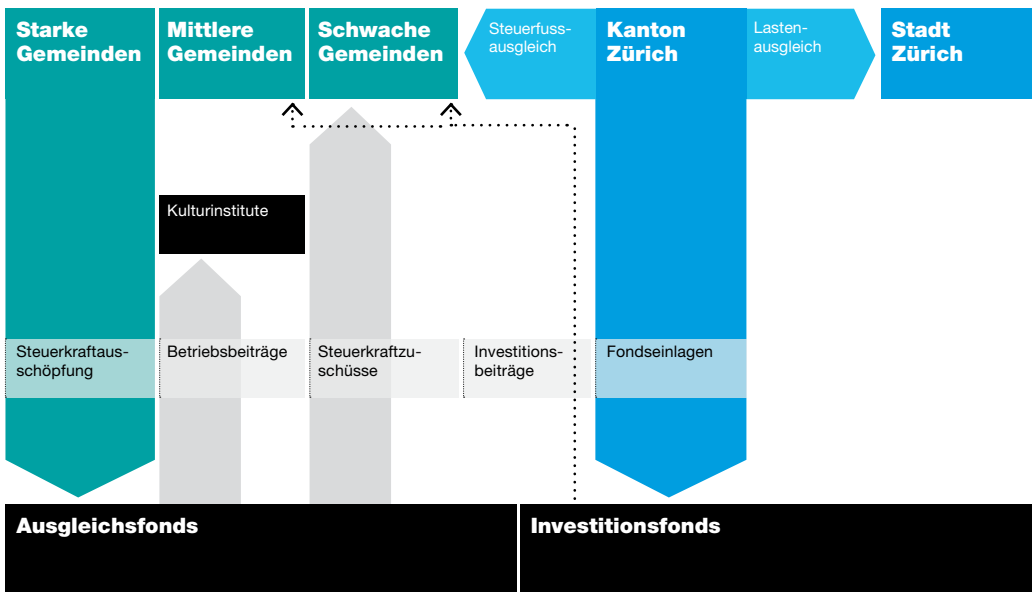 Starke
Gemeinden
Mittlere
Gemeinden
Schwache
Gemeinden
Steuerfuss-
ausgleich
Kanton
Zürich
Lasten-
ausgleich
Stadt
Zürich
Kulturinstitute
Steuerkraftaus-
schöpfung
Betriebsbeiträge
Steuerkraftzu-
schüsse
Investitions-
beiträge
Fondseinlagen
Ausgleichsfonds
Investitionsfonds